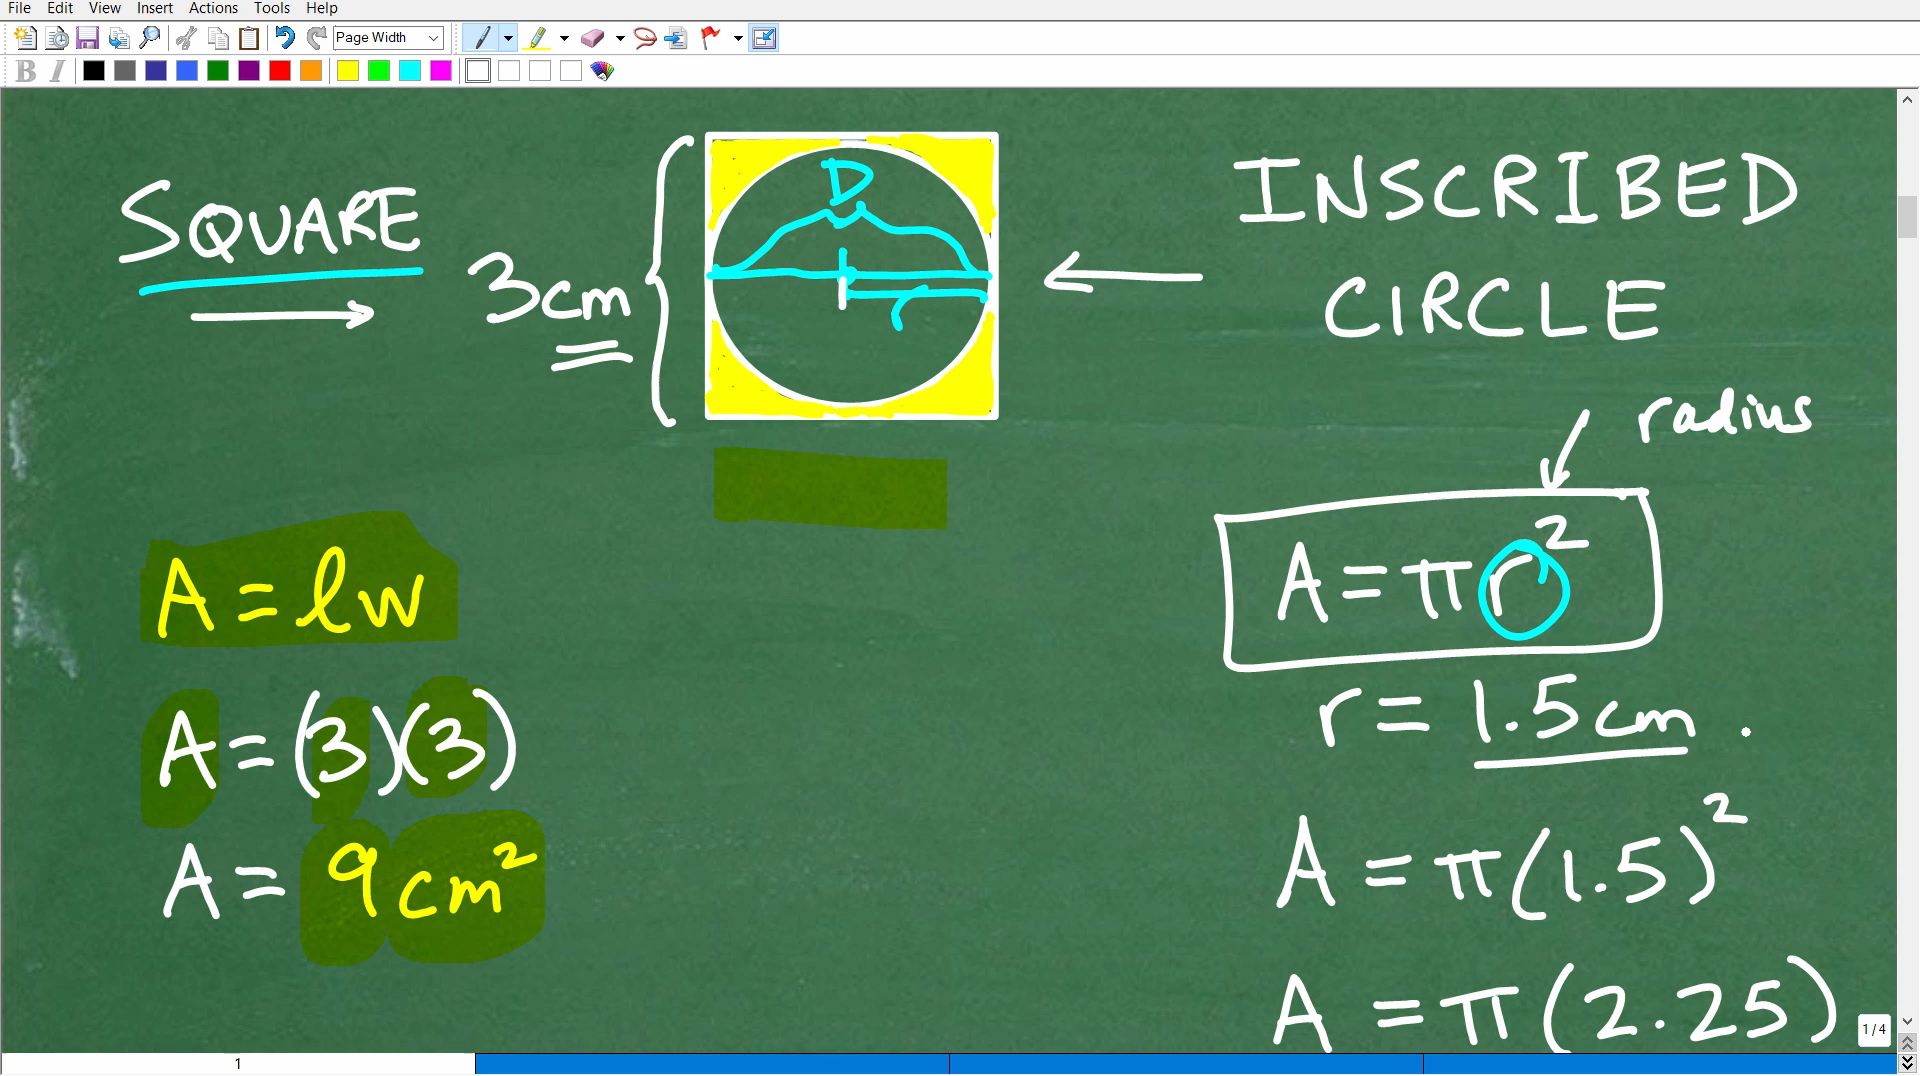 File Edit View Insert Actions Tools Help
Page Width
B I
SQUARE
3cm
D
r
INSCRIBED
CIRCLE
radius
A = lw
A = (3)(3)
A = 9cm²
A = πr²
r = 1.5cm
A = π(1.5)²
A = π(2.25)
1 / 4
1